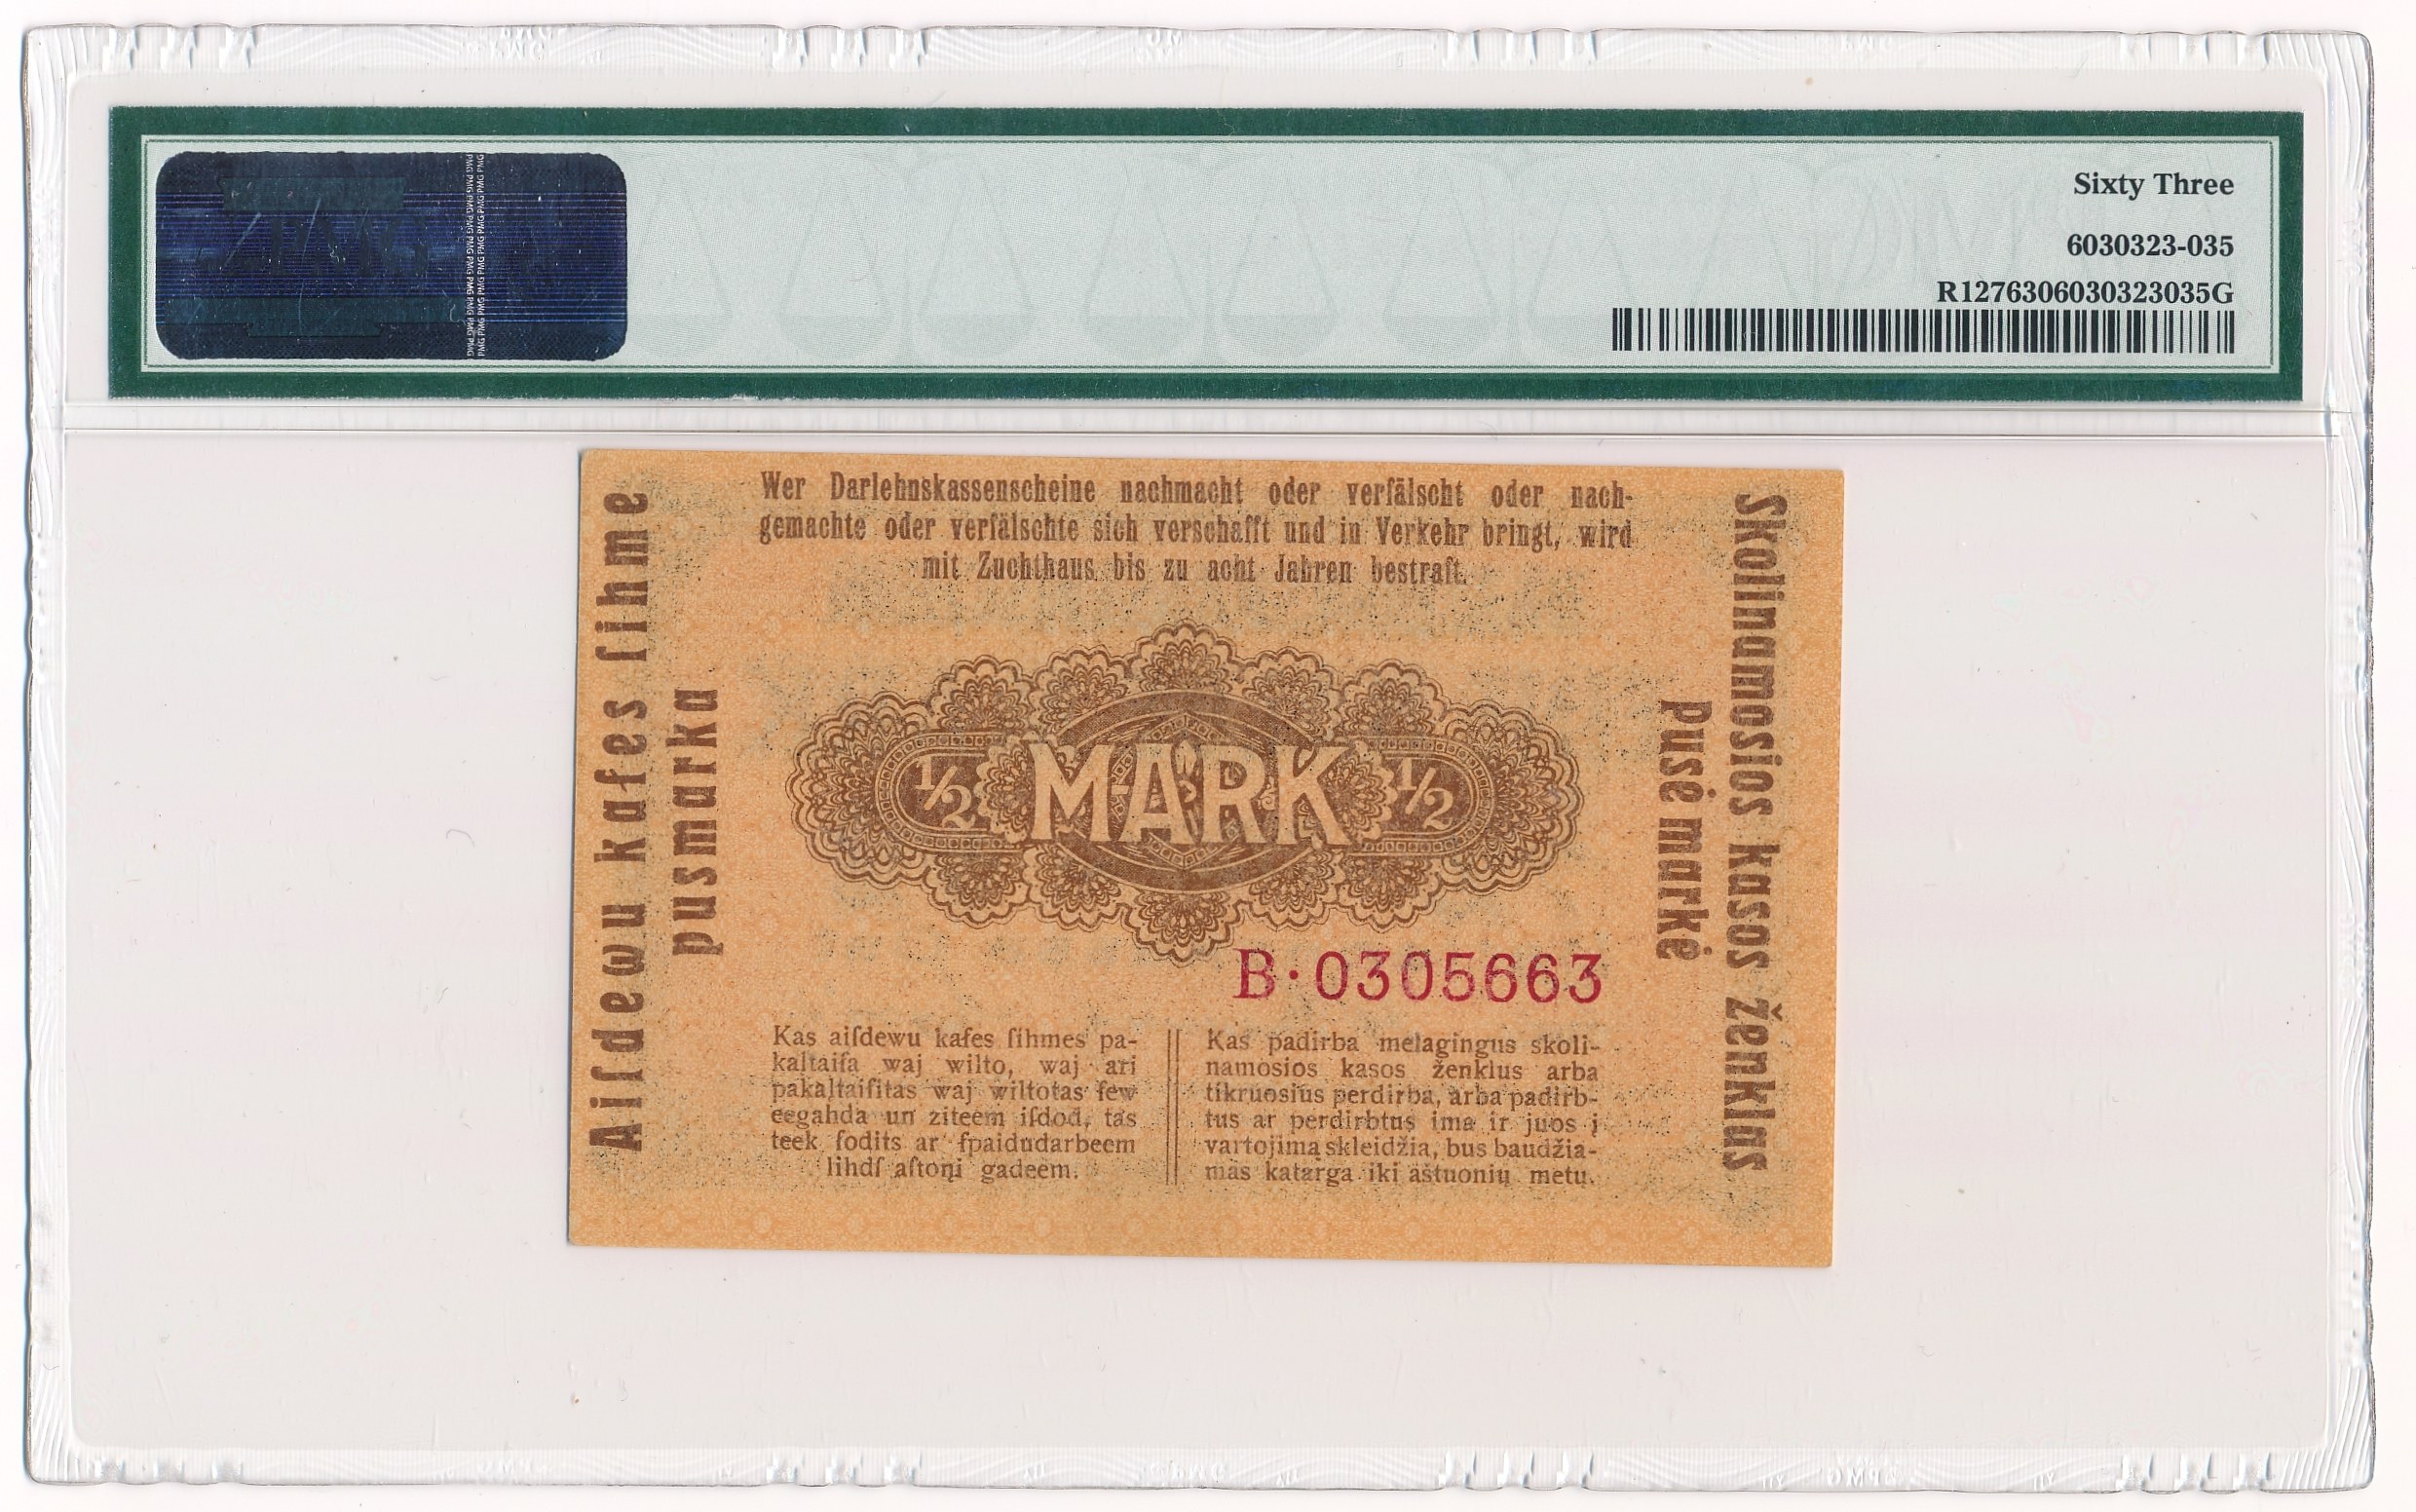 Sixty Three
6030323-035
R1276306030323035G
Wer Darlehnskassenscheine nachmacht oder verfälscht oder nach-
gemachte oder verfälschte sich verschafft und in Verkehr bringt, wird
mit Zuchthaus bis zu acht Jahren bestraft.
Aiſdewu kaſes ſihme
pusmarka
½ MARK ½
Skolinamosios kasos ženklas
pusė markė
B·0305663
Kas aiſdewu kaſes ſihmes pa-
kaļtaiſa waj wilto, waj ari
pakaļtaiſitas waj wiltotas ſew
eegahda un ziteem iſdod, tas
teek ſodits ar ſpaidudarbeem
lihdſ aſtoņi gadeem.
Kas padirba melagingus skoli-
namosios kasos ženklus arba
tikruosius perdirba, arba padirb-
tus ar perdirbtus ima ir juos į
vartojimą skleidžia, bus baudžia-
mas katarga iki aštuonių metų.